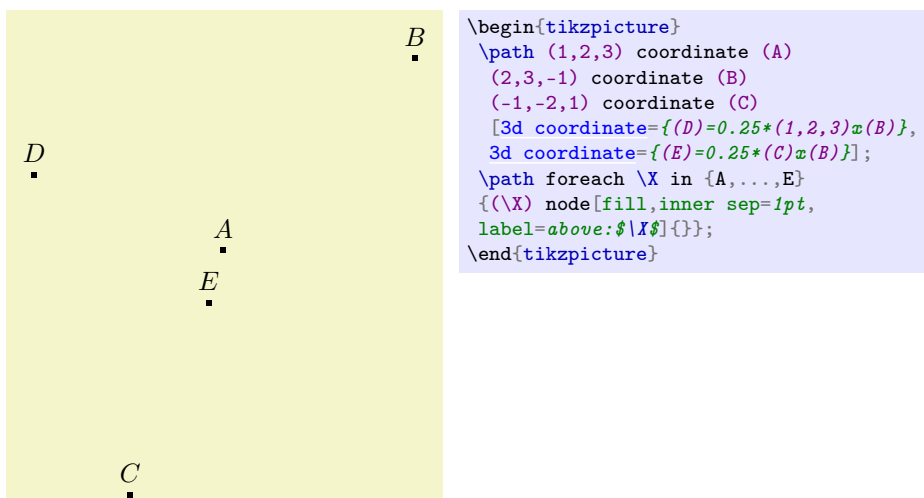 B
D
A
E
C
\begin{tikzpicture}
\path (1,2,3) coordinate (A)
(2,3,-1) coordinate (B)
(-1,-2,1) coordinate (C)
[3d coordinate={(D)=0.25*(1,2,3)x(B)},
3d coordinate={(E)=0.25*(C)x(B)}];
\path foreach \X in {A,...,E}
{(\X) node[fill,inner sep=1pt,
label=above:$\X$]{}};
\end{tikzpicture}